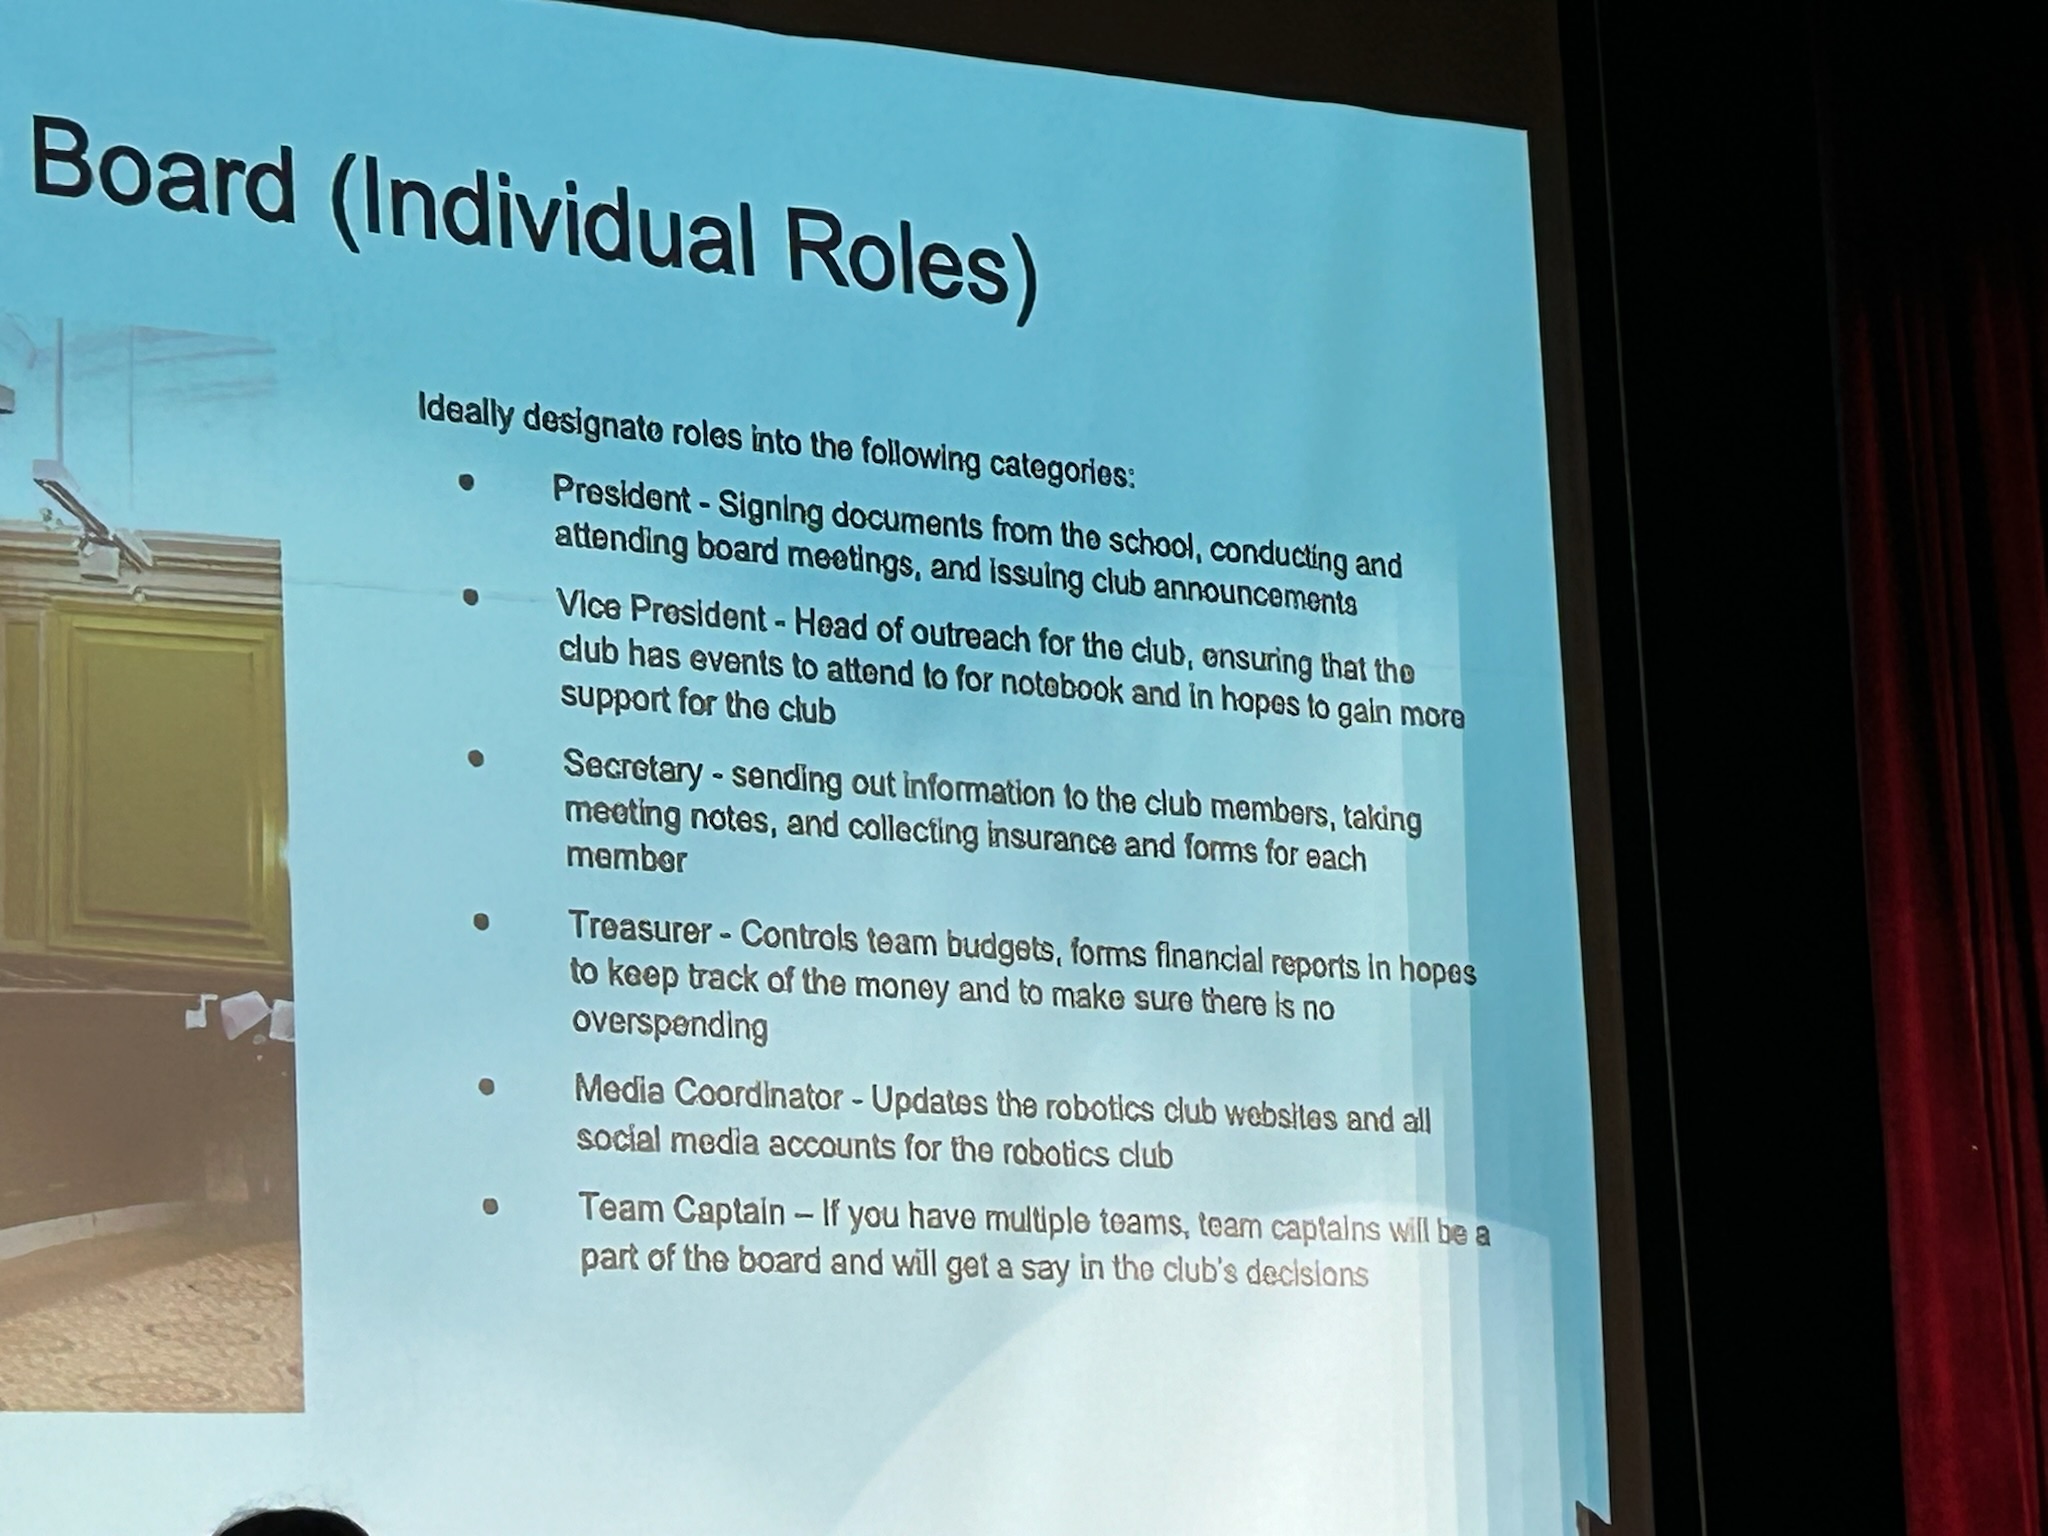 Board (Individual Roles)
Ideally designate roles into the following categories:
● President - Signing documents from the school, conducting and
attending board meetings, and issuing club announcements
● Vice President - Head of outreach for the club, ensuring that the
club has events to attend to for notebook and in hopes to gain more
support for the club
● Secretary - sending out information to the club members, taking
meeting notes, and collecting insurance and forms for each
member
● Treasurer - Controls team budgets, forms financial reports in hopes
to keep track of the money and to make sure there is no
overspending
● Media Coordinator - Updates the robotics club websites and all
social media accounts for the robotics club
● Team Captain – If you have multiple teams, team captains will be a
part of the board and will get a say in the club's decisions